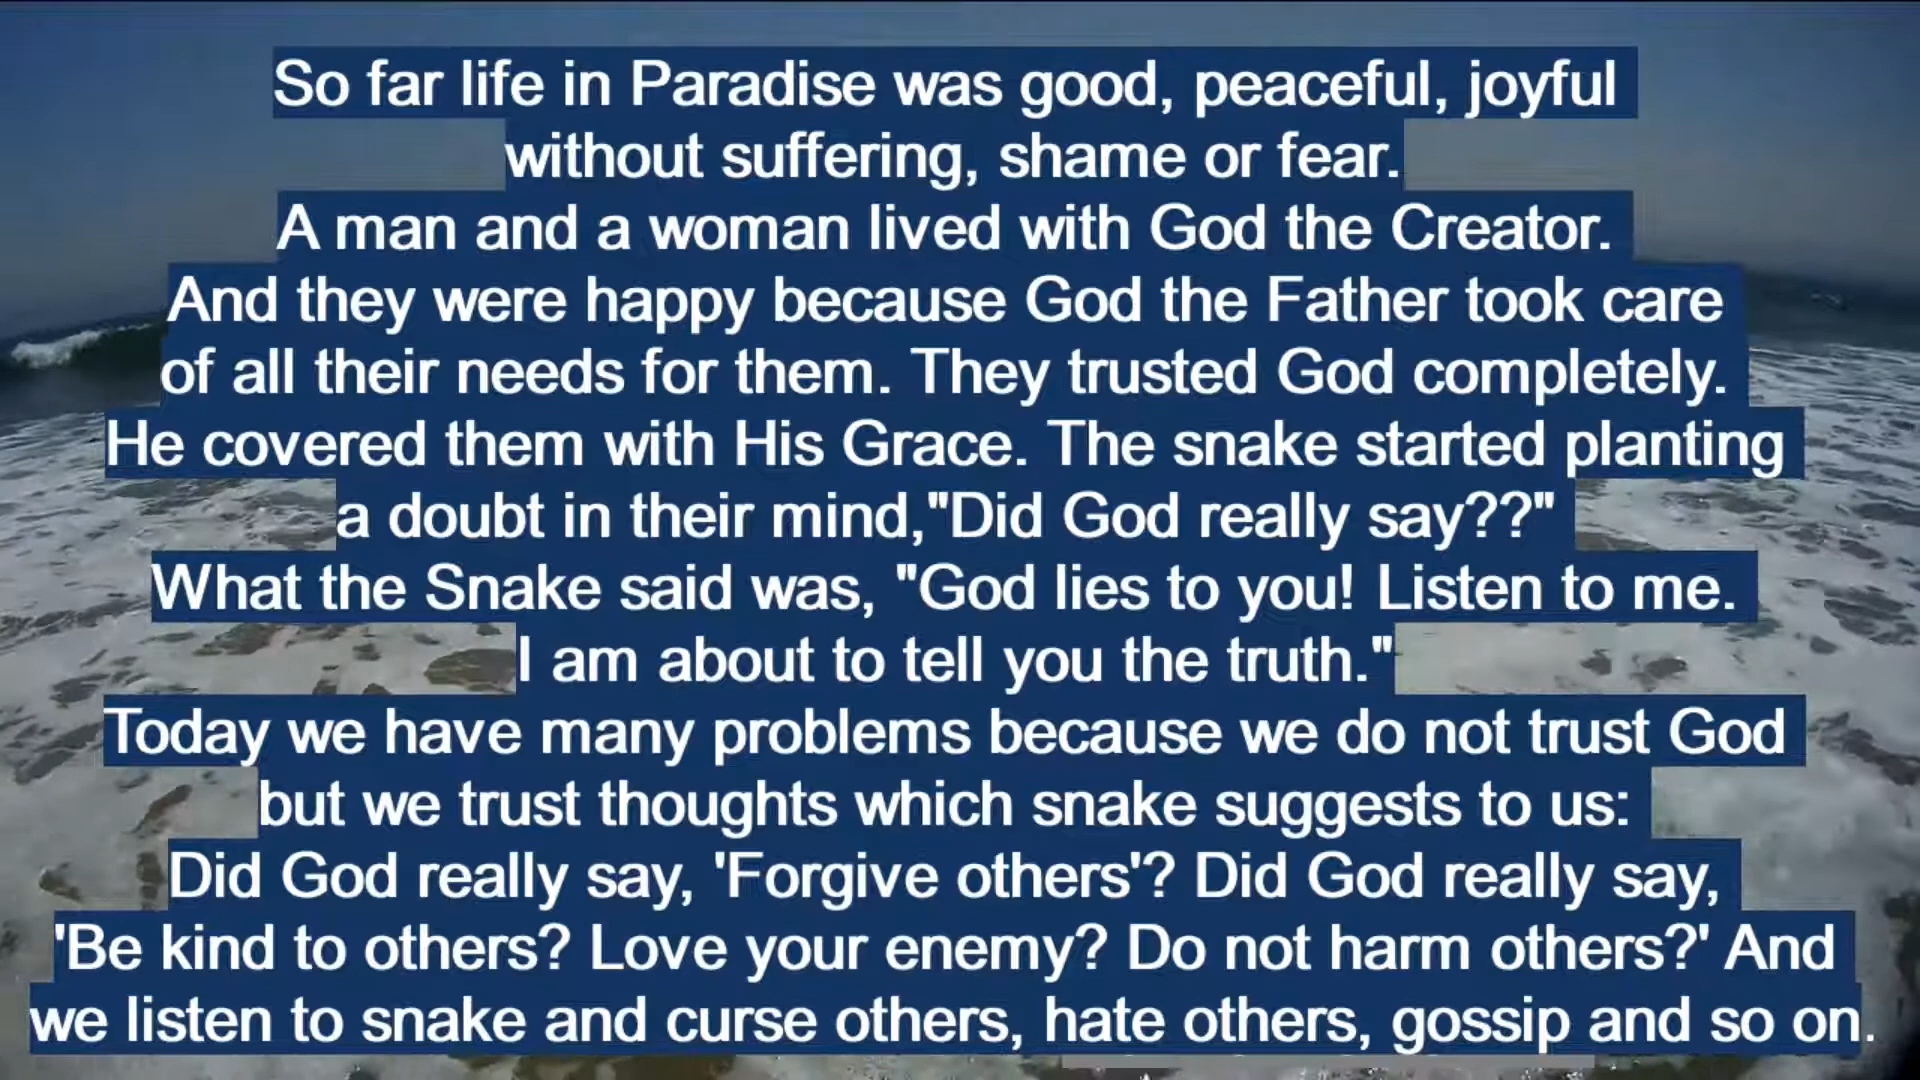 So far life in Paradise was good, peaceful, joyful
without suffering, shame or fear.
A man and a woman lived with God the Creator.
And they were happy because God the Father took care
of all their needs for them. They trusted God completely.
He covered them with His Grace. The snake started planting
a doubt in their mind,"Did God really say??"
What the Snake said was, "God lies to you! Listen to me.
I am about to tell you the truth."
Today we have many problems because we do not trust God
but we trust thoughts which snake suggests to us:
Did God really say, 'Forgive others'? Did God really say,
'Be kind to others? Love your enemy? Do not harm others?' And
we listen to snake and curse others, hate others, gossip and so on.